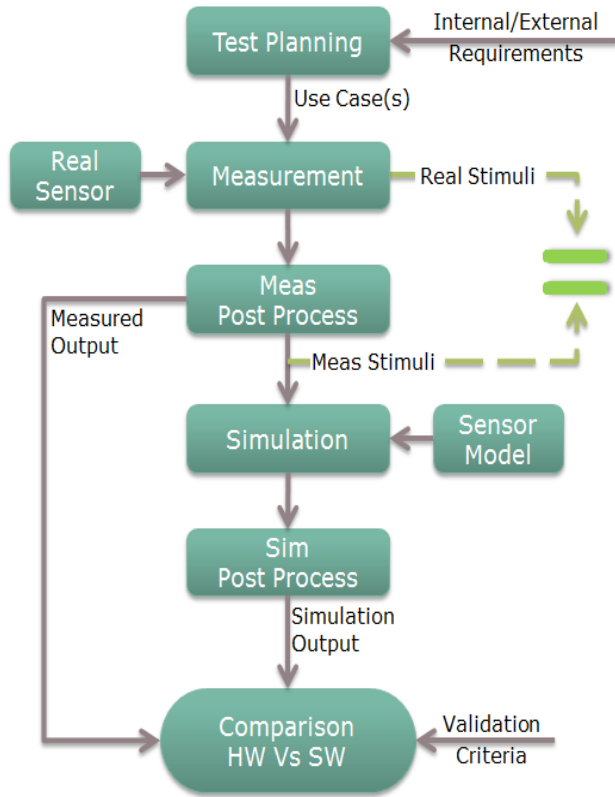 Test Planning
Internal/External
Requirements
Use Case(s)
Real
Sensor
Measurement
Real Stimuli
Meas
Post Process
Measured
Output
Meas Stimuli
Simulation
Sensor
Model
Sim
Post Process
Simulation
Output
Comparison
HW Vs SW
Validation
Criteria